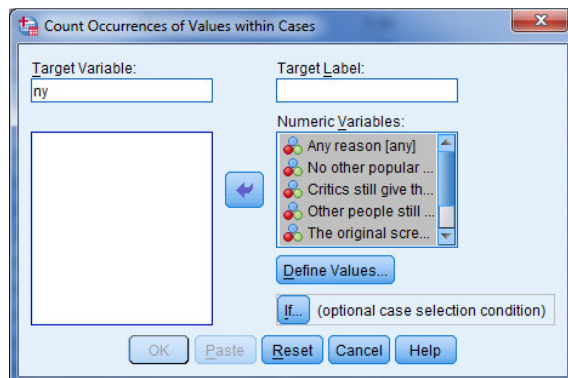 Count Occurrences of Values within Cases
Target Variable:
Target Label:
ny
Numeric Variables:
Any reason [any]
No other popular ...
Critics still give th...
Other people still ...
The original scre...
Define Values...
If... (optional case selection condition)
OK Paste Reset Cancel Help